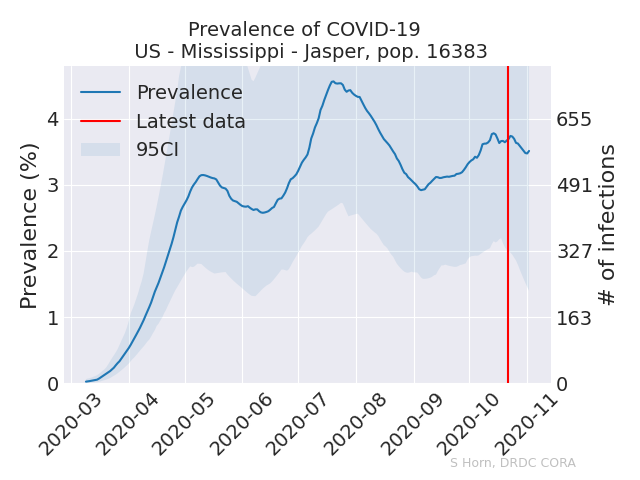 Prevalence of COVID-19
US - Mississippi - Jasper, pop. 16383
Prevalence
Latest data
95CI
Prevalence (%)
4
3
2
1
0
655
491
327
163
0
# of infections
2020-03
2020-04
2020-05
2020-06
2020-07
2020-08
2020-09
2020-10
2020-11
S Horn, DRDC CORA